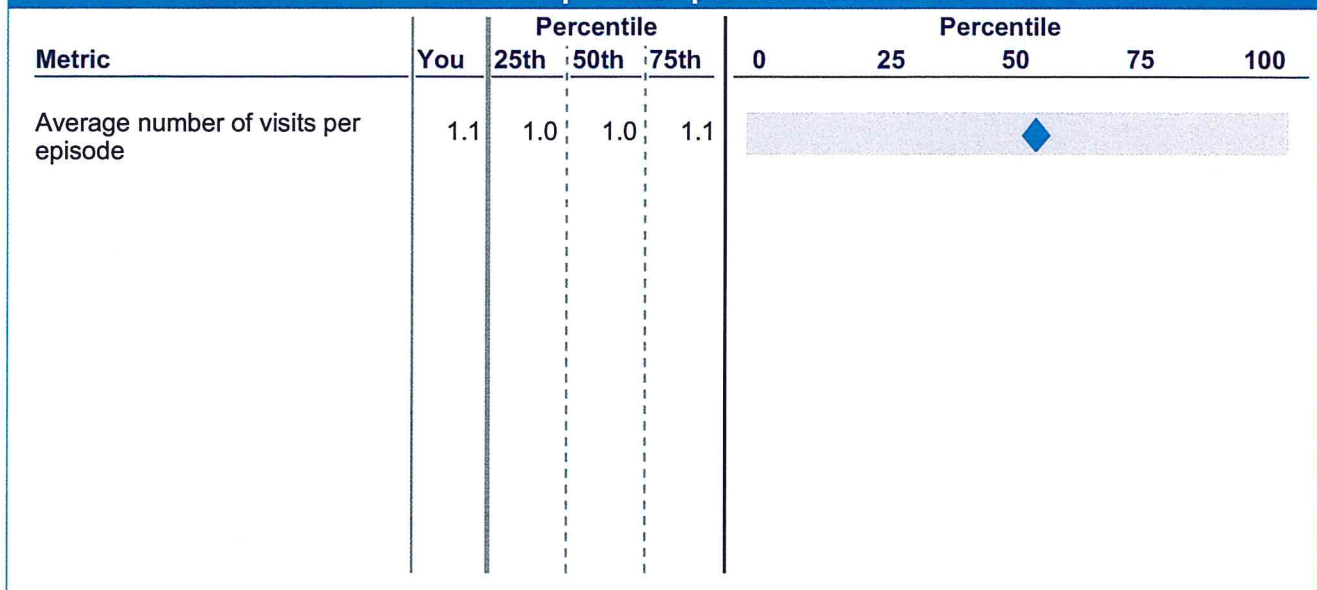 Percentile Percentile
Metric You 25th 50th 75th 0 25 50 75 100
Average number of visits per 1.1 1.0 1.0 1.1
episode